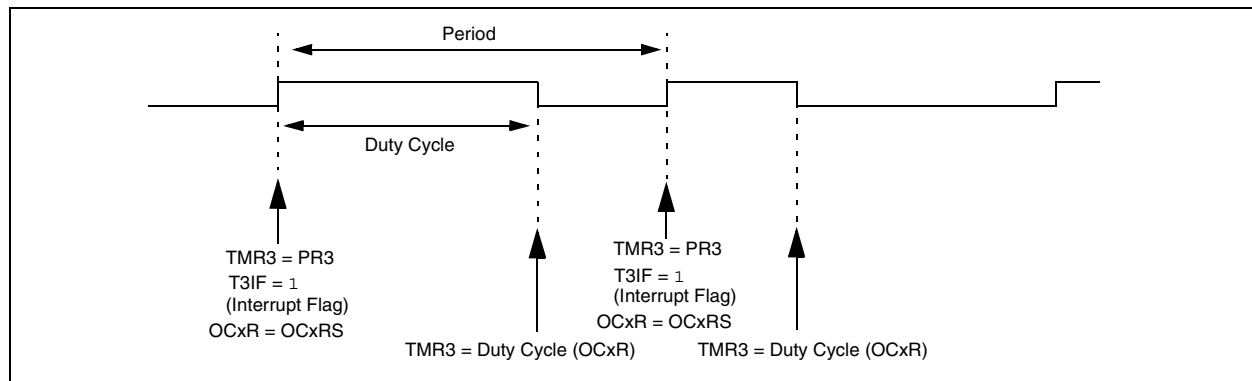 Period
Duty Cycle
TMR3 = PR3
T3IF = 1
(Interrupt Flag)
OCxR = OCxRS
TMR3 = Duty Cycle (OCxR)
TMR3 = PR3
T3IF = 1
(Interrupt Flag)
OCxR = OCxRS
TMR3 = Duty Cycle (OCxR)